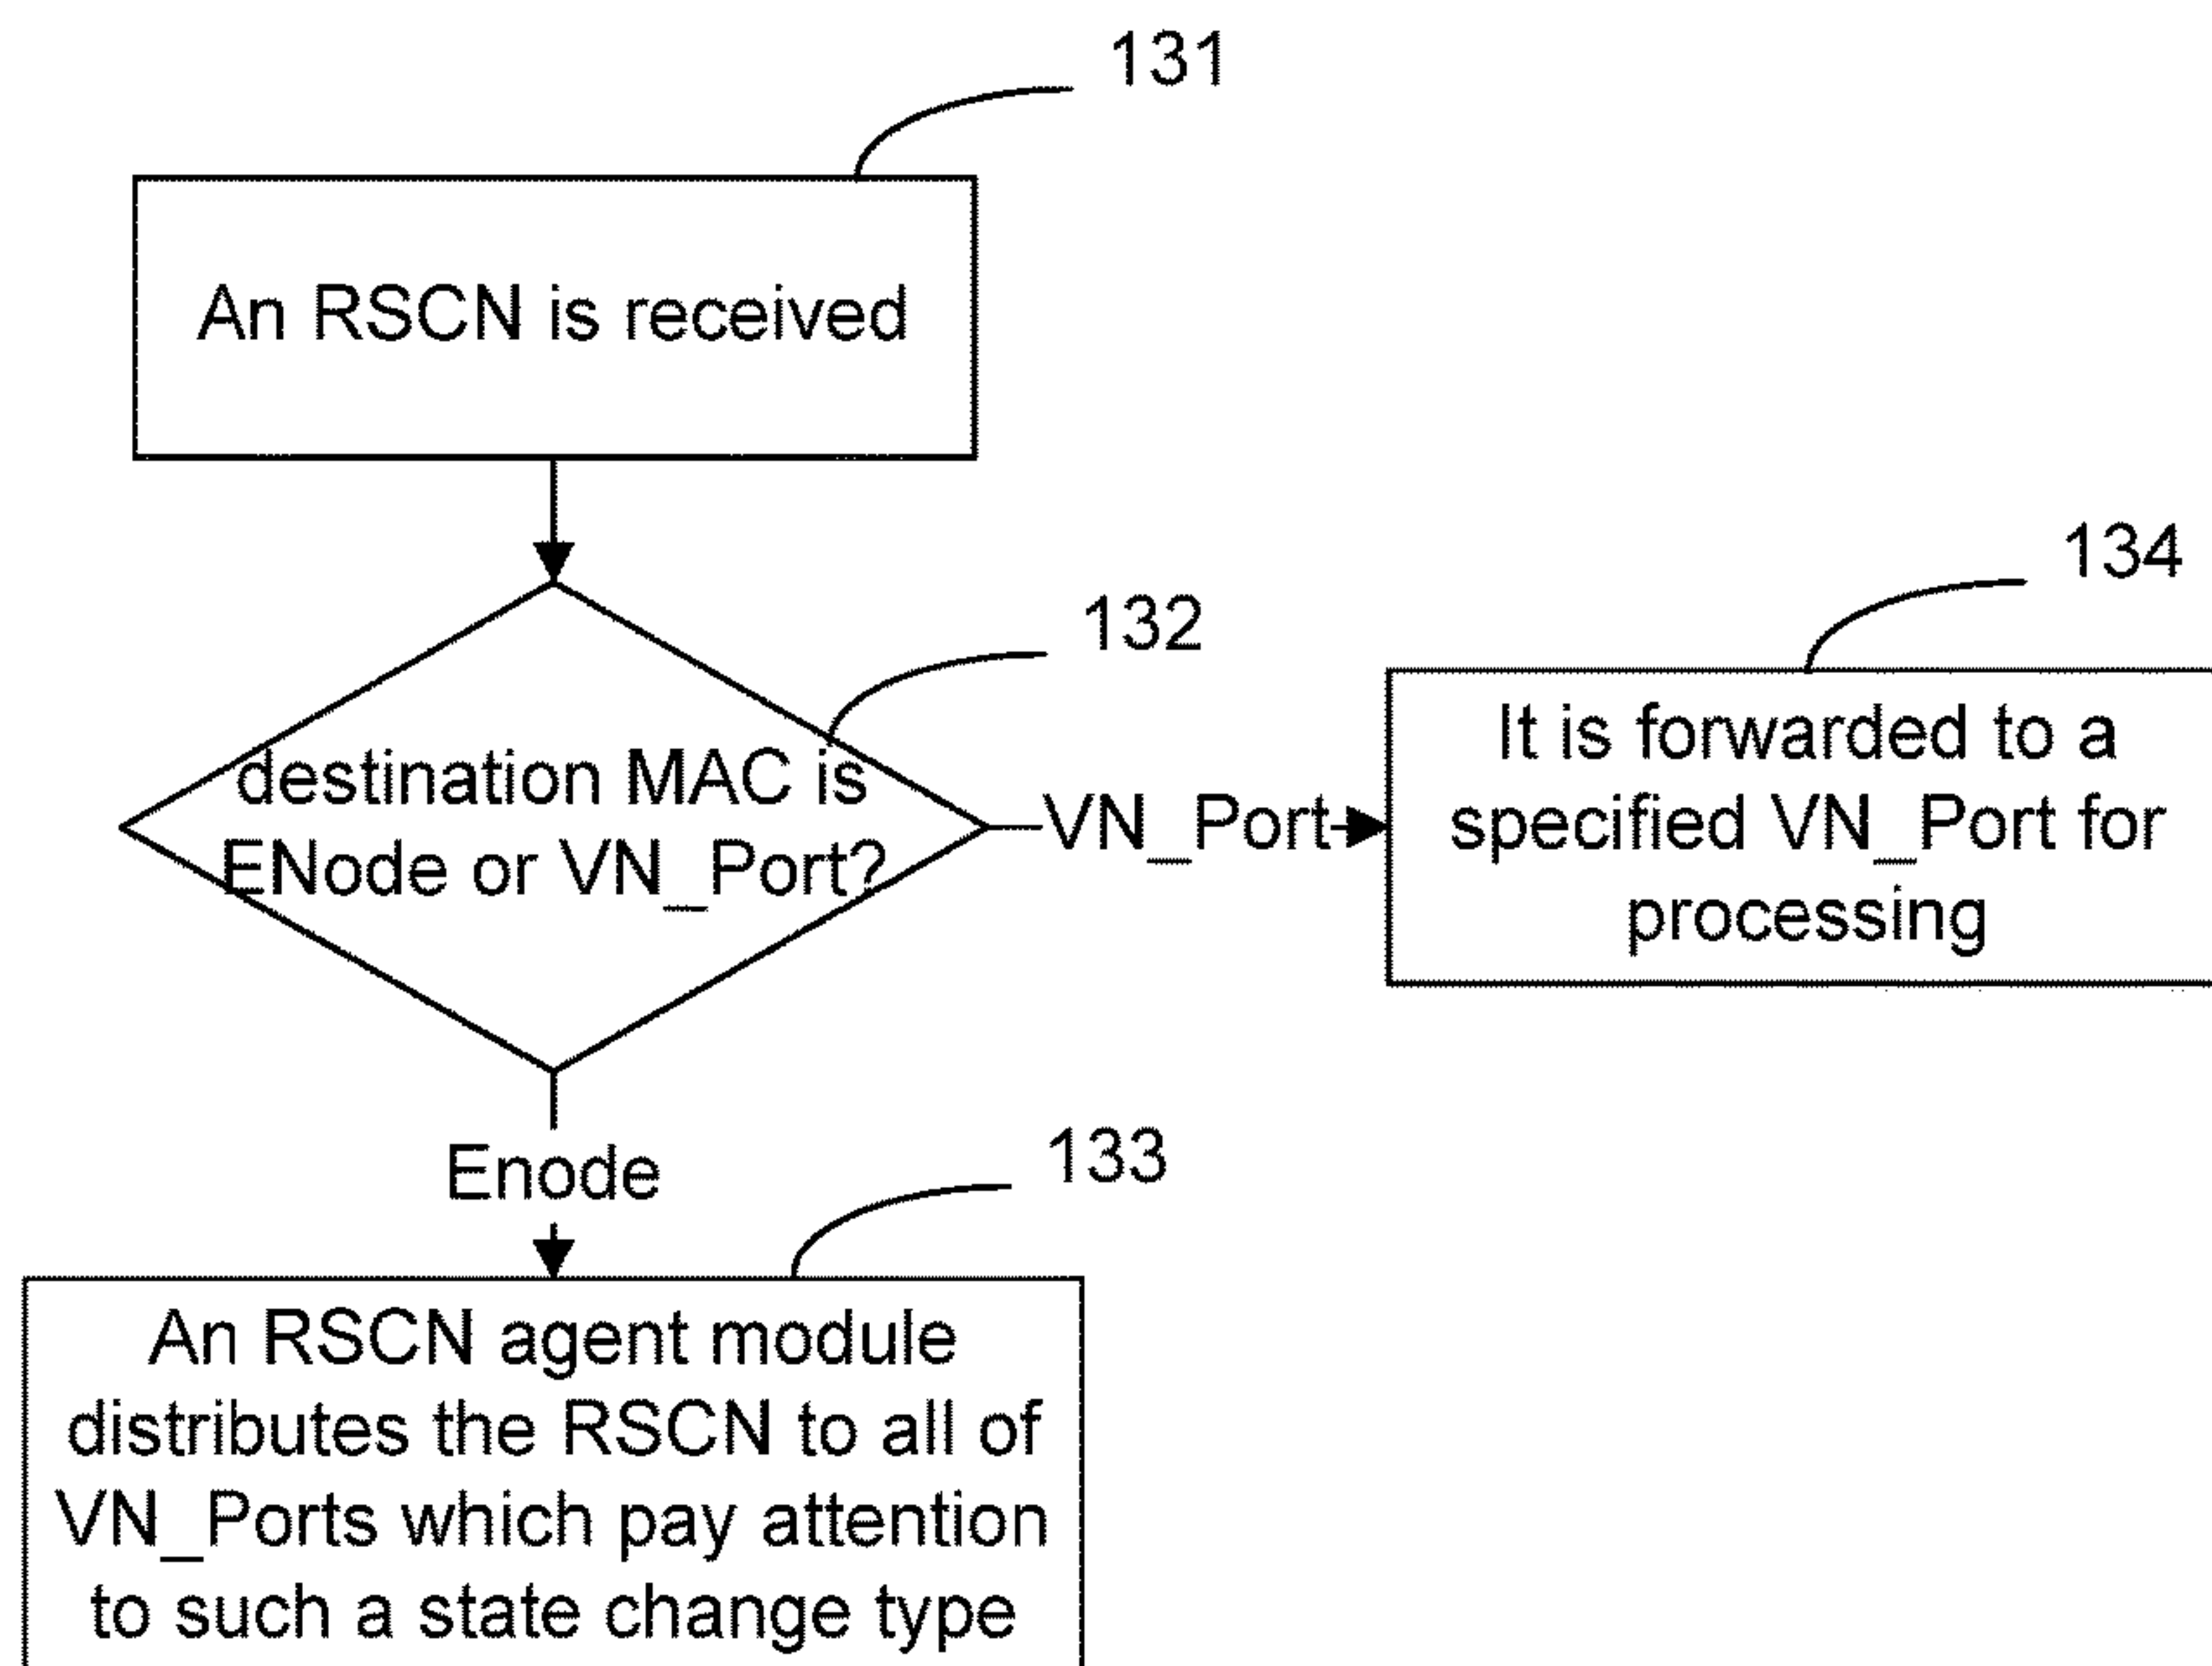 131
An RSCN is received
132
destination MAC is
ENode or VN_Port?
VN_Port
134
It is forwarded to a
specified VN_Port for
processing
Enode
133
An RSCN agent module
distributes the RSCN to all of
VN_Ports which pay attention
to such a state change type